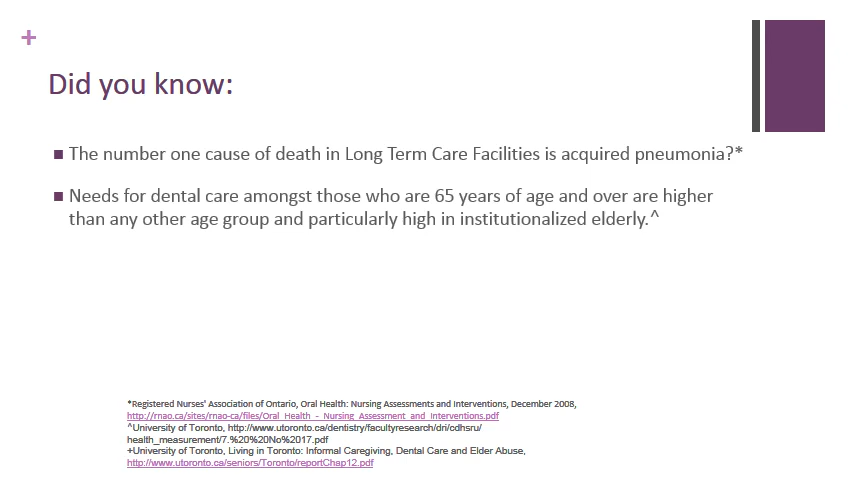 +
Did you know:
■ The number one cause of death in Long Term Care Facilities is acquired pneumonia?*
■ Needs for dental care amongst those who are 65 years of age and over are higher
than any other age group and particularly high in institutionalized elderly.^
*Registered Nurses' Association of Ontario, Oral Health: Nursing Assessments and Interventions, December 2008,
http://rnao.ca/sites/rnao-ca/files/Oral_Health_-_Nursing_Assessment_and_Interventions.pdf
^University of Toronto, http://www.utoronto.ca/dentistry/facultyresearch/dri/cdhsru/
health_measurement/7.%20%20No%2017.pdf
+University of Toronto, Living in Toronto: Informal Caregiving, Dental Care and Elder Abuse,
http://www.utoronto.ca/seniors/Toronto/reportChap12.pdf